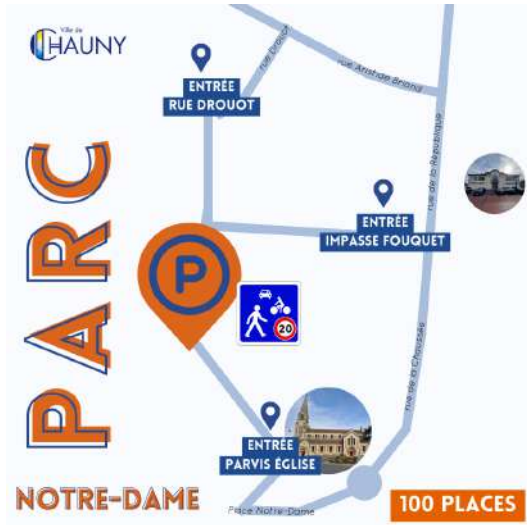 Ville de
CHAUNY
rue Drouot
rue Aristide Briand
ENTRÉE
RUE DROUOT
PARC
rue de la République
ENTRÉE
IMPASSE FOUQUET
P
20
rue de la Chaussée
ENTRÉE
PARVIS ÉGLISE
NOTRE-DAME
Place Notre-Dame
100 PLACES